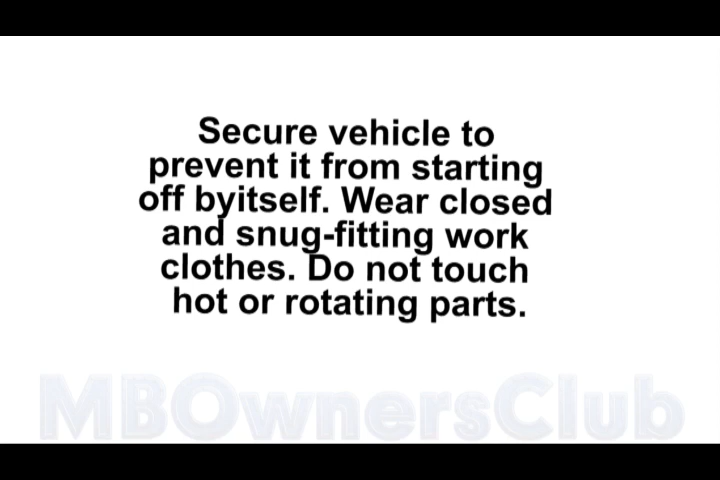 Secure vehicle to
prevent it from starting
off byitself. Wear closed
and snug-fitting work
clothes. Do not touch
hot or rotating parts.
MBOwnersClub